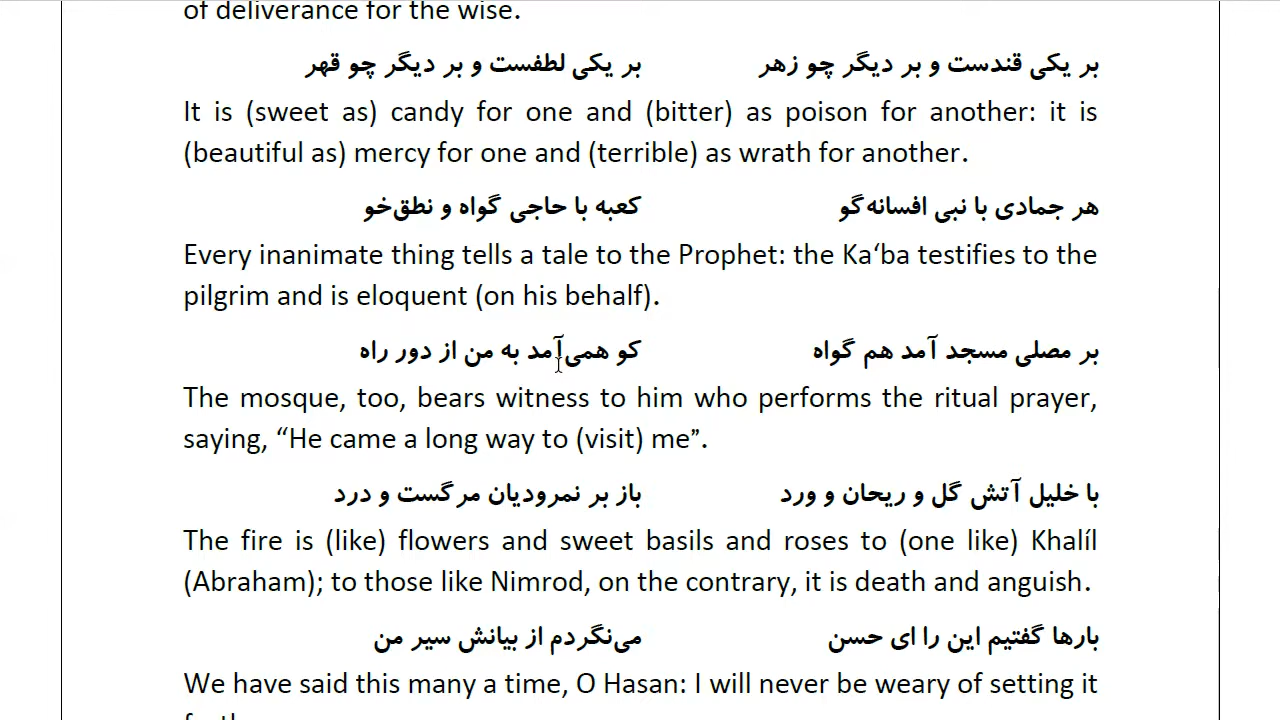 of deliverance for the wise.
بر یکی قندست و بر دیگر چو زهر بر یکی لطفست و بر دیگر چو قهر
It is (sweet as) candy for one and (bitter) as poison for another: it is
(beautiful as) mercy for one and (terrible) as wrath for another.
هر جمادی با نبی افسانه‌گو کعبه با حاجی گواه و نطق‌خو
Every inanimate thing tells a tale to the Prophet: the Ka‘ba testifies to the
pilgrim and is eloquent (on his behalf).
بر مصلی مسجد آمد هم گواه کو همی‌آمد به من از دور راه
The mosque, too, bears witness to him who performs the ritual prayer,
saying, “He came a long way to (visit) me”.
با خلیل آتش گل و ریحان و ورد باز بر نمرودیان مرگست و درد
The fire is (like) flowers and sweet basils and roses to (one like) Khalíl
(Abraham); to those like Nimrod, on the contrary, it is death and anguish.
بارها گفتیم این را ای حسن می‌نگردم از بیانش سیر من
We have said this many a time, O Hasan: I will never be weary of setting it